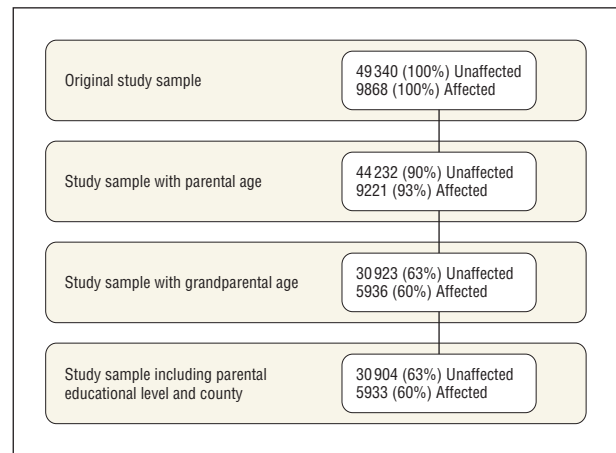 Original study sample
49 340 (100%) Unaffected
9868 (100%) Affected
Study sample with parental age
44 232 (90%) Unaffected
9221 (93%) Affected
Study sample with grandparental age
30 923 (63%) Unaffected
5936 (60%) Affected
Study sample including parental
educational level and county
30 904 (63%) Unaffected
5933 (60%) Affected